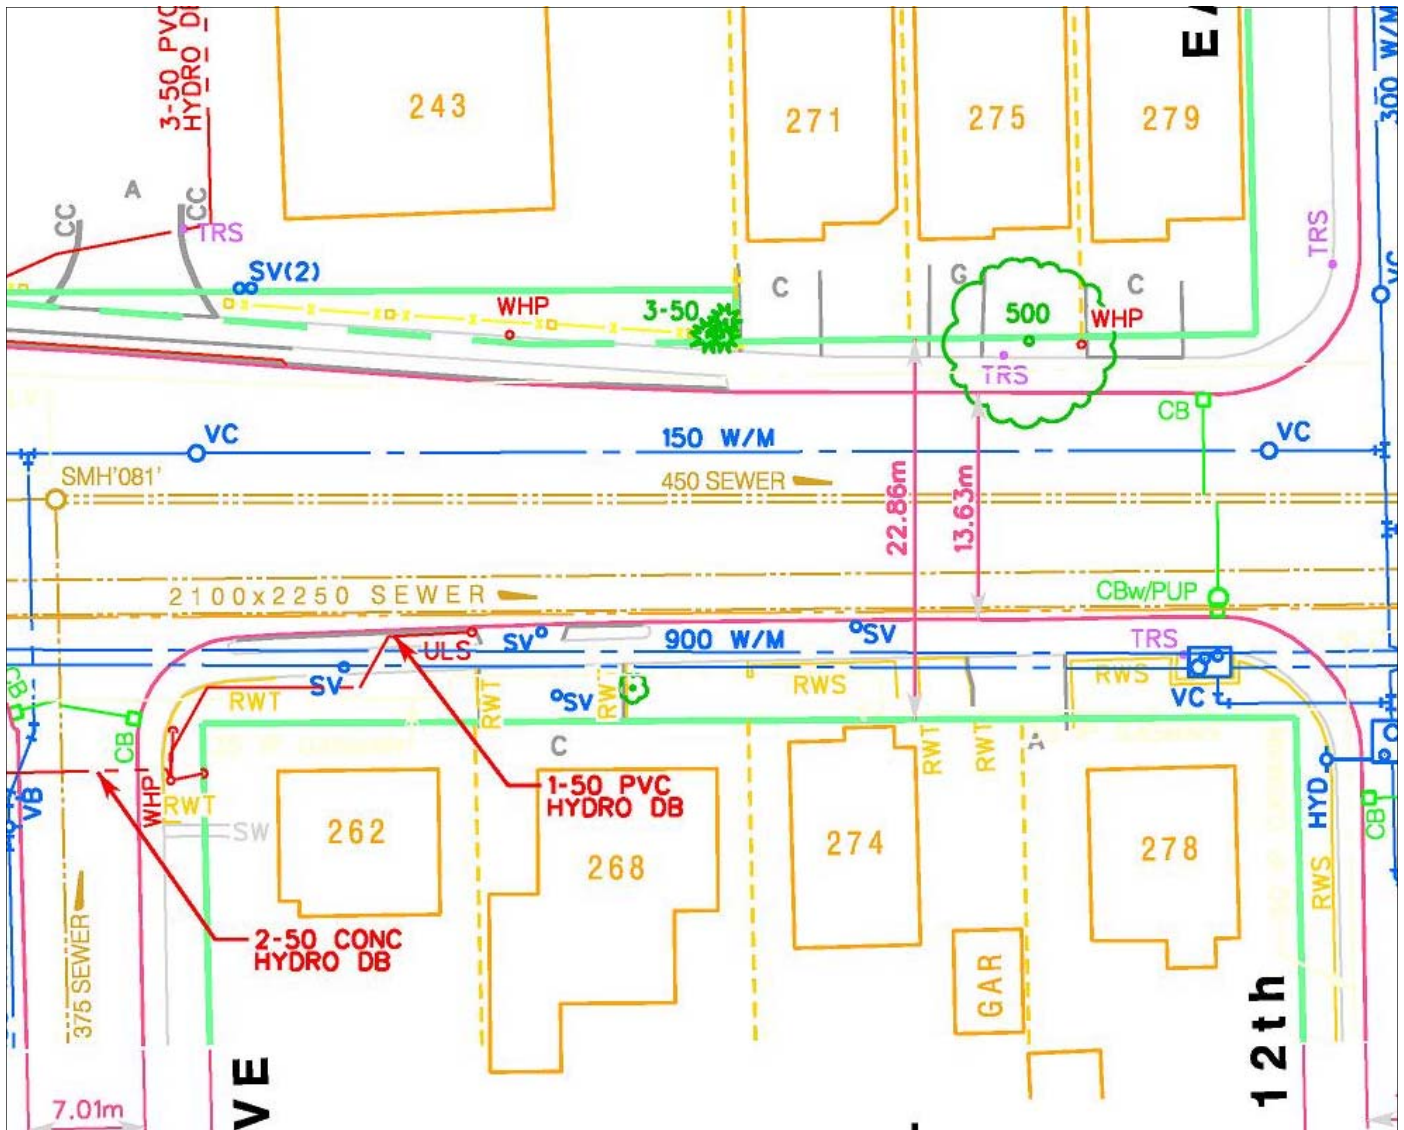 3-50 PVC
HYDRO DB
EA
300 W/M
243
271
275
279
A
CC
CC
TRS
TRS
SV(2)
VC
C
G
C
WHP
3-50
500
WHP
TRS
CB
VC
150 W/M
VC
SMH'081'
450 SEWER
22.86m
13.63m
2100x2250 SEWER
CBw/PUP
ULS
SV
900 W/M
SV
TRS
CB
SV
RWT
RWT
SV
RW
RWS
RWS
VC
CB
C
RWT
RWT
A
WHP
RWT
VB
1-50 PVC
HYDRO DB
HYD
CB
SW
262
268
274
278
RWS
2-50 CONC
HYDRO DB
375 SEWER
GAR
12th
VE
7.01m